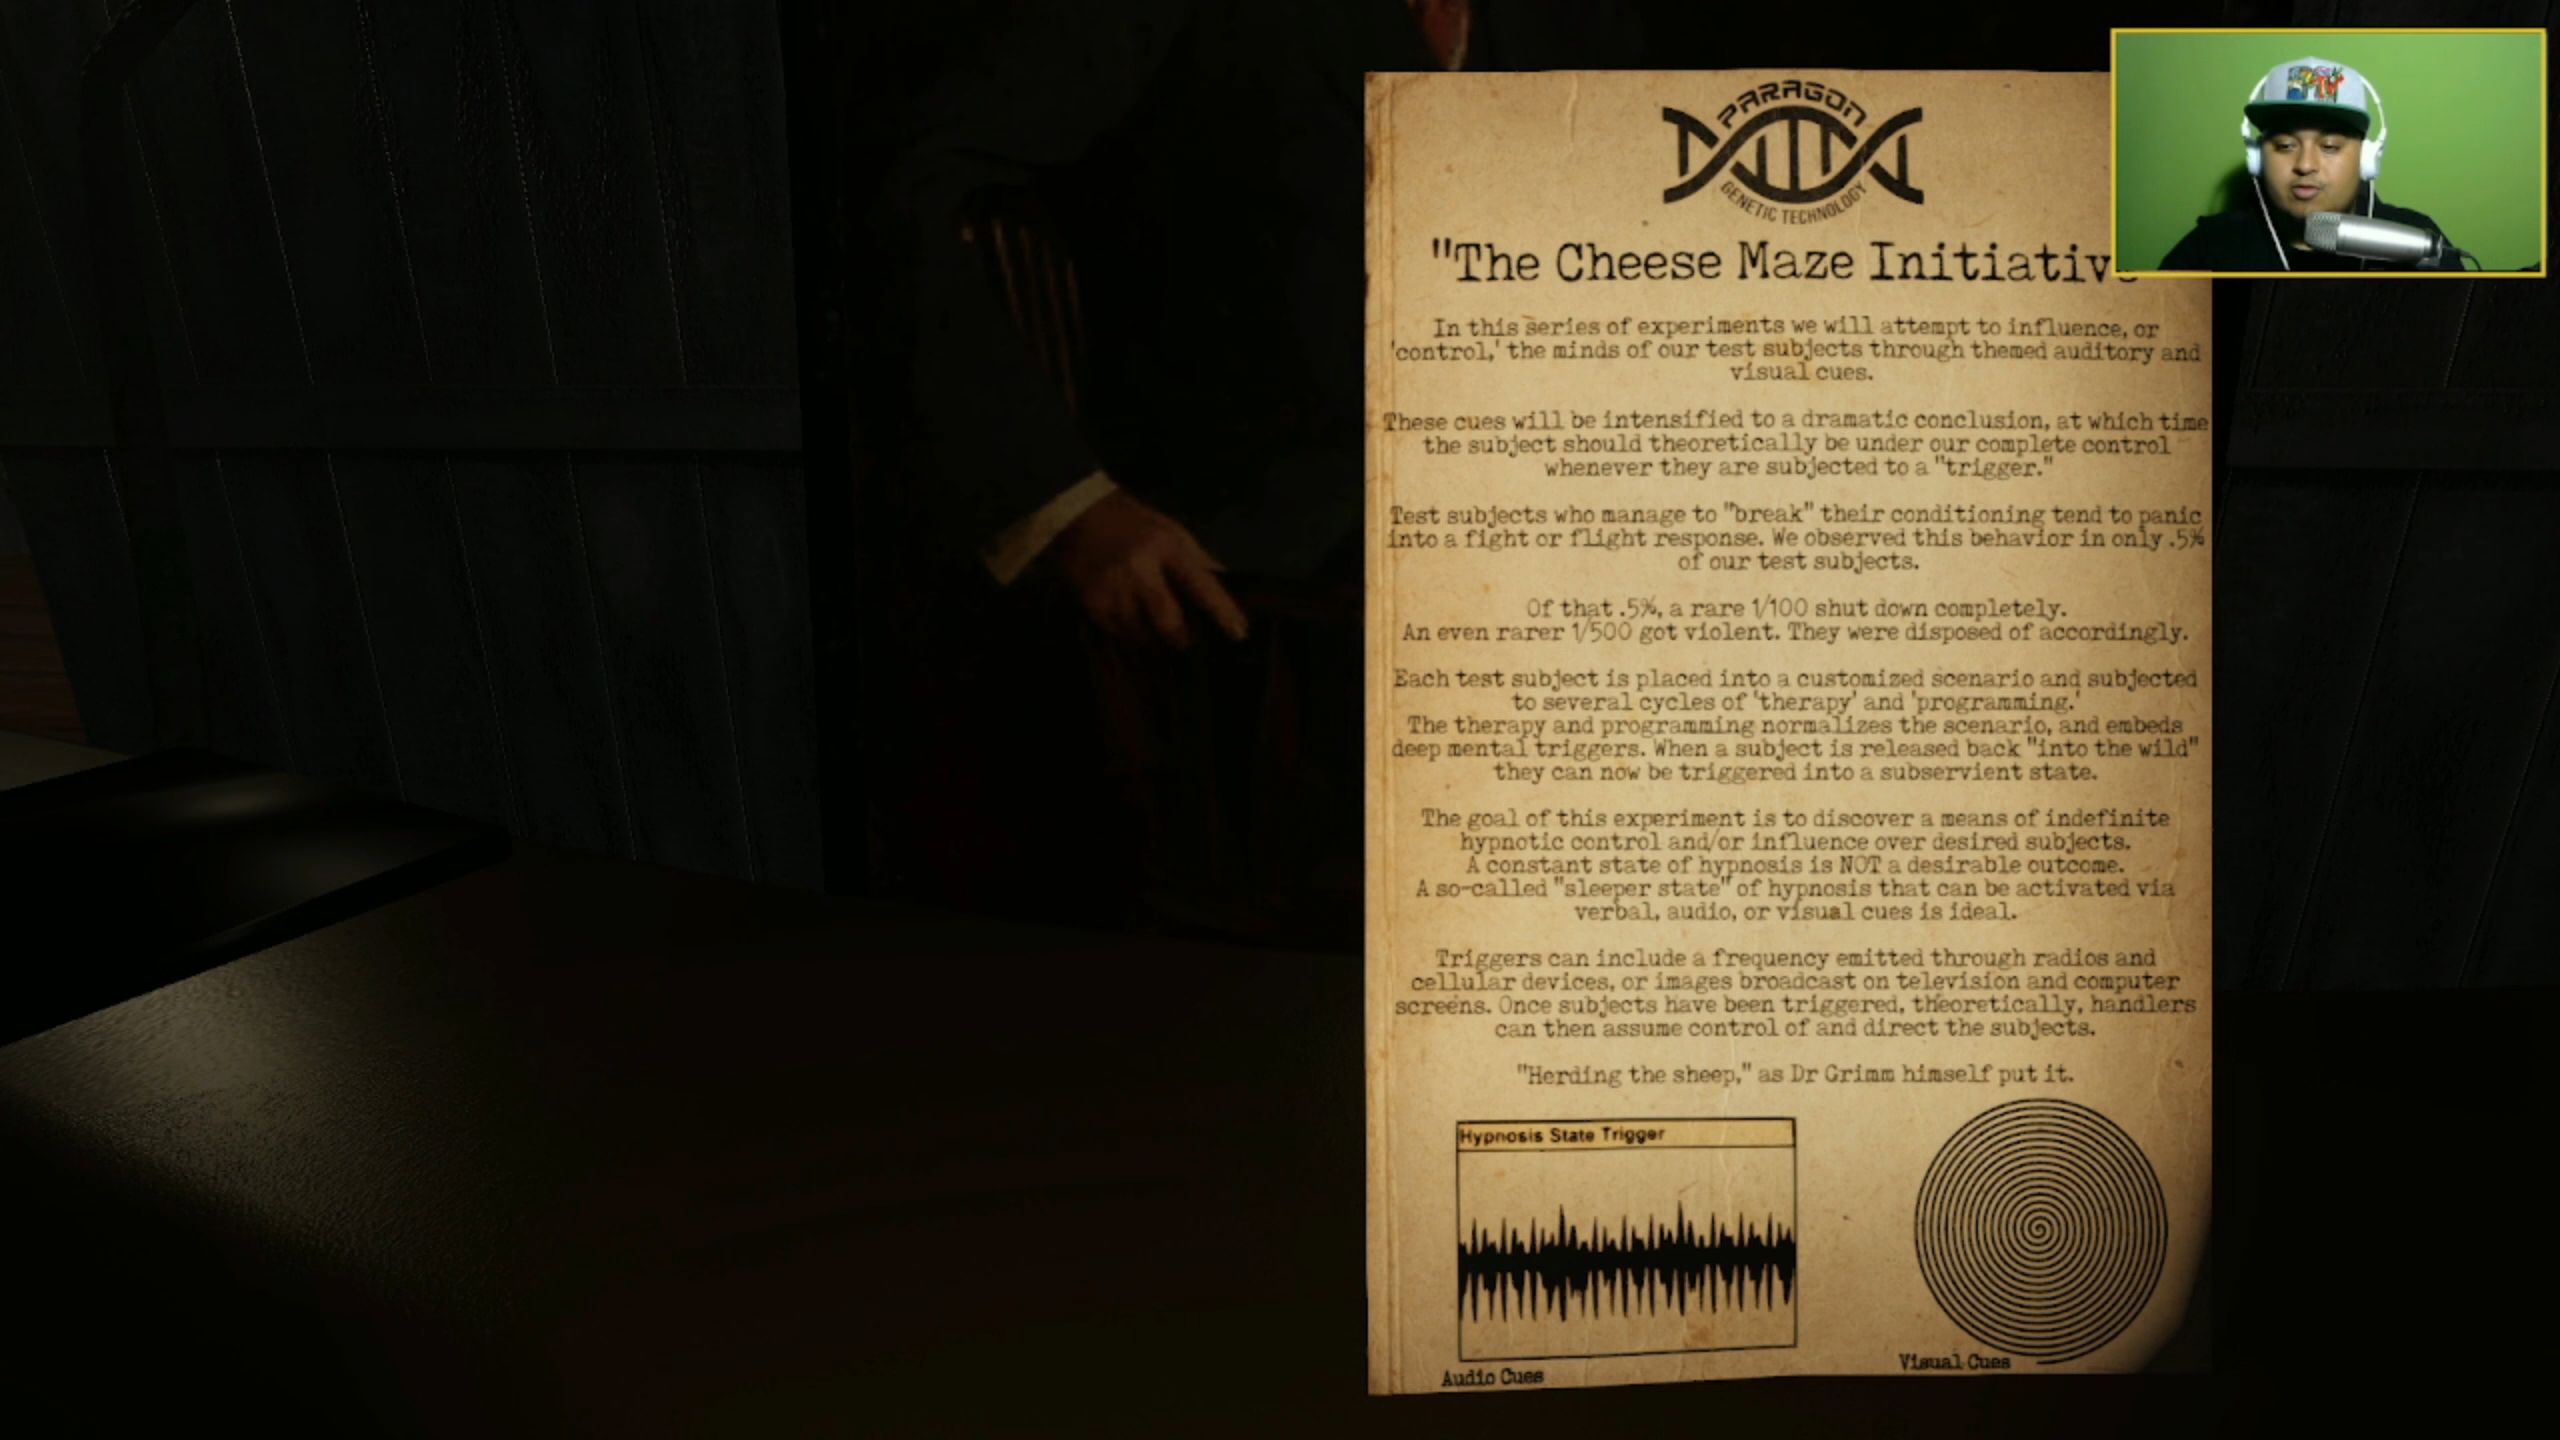 PARAGON
GENETIC TECHNOLOGY
"The Cheese Maze Initiative
In this series of experiments we will attempt to influence, or
'control,' the minds of our test subjects through themed auditory and
visual cues.
These cues will be intensified to a dramatic conclusion, at which time
the subject should theoretically be under our complete control
whenever they are subjected to a "trigger."
Test subjects who manage to "break" their conditioning tend to panic
into a fight or flight response. We observed this behavior in only .5%
of our test subjects.
Of that .5%, a rare 1/100 shut down completely.
An even rarer 1/500 got violent. They were disposed of accordingly.
Each test subject is placed into a customized scenario and subjected
to several cycles of 'therapy' and 'programming.'
The therapy and programming normalizes the scenario, and embeds
deep mental triggers. When a subject is released back "into the wild"
they can now be triggered into a subservient state.
The goal of this experiment is to discover a means of indefinite
hypnotic control and/or influence over desired subjects.
A constant state of hypnosis is NOT a desirable outcome.
A so-called "sleeper state" of hypnosis that can be activated via
verbal, audio, or visual cues is ideal.
Triggers can include a frequency emitted through radios and
cellular devices, or images broadcast on television and computer
screens. Once subjects have been triggered, theoretically, handlers
can then assume control of and direct the subjects.
"Herding the sheep," as Dr Grimm himself put it.
Hypnosis State Trigger
Audio Cues
Visual Cues